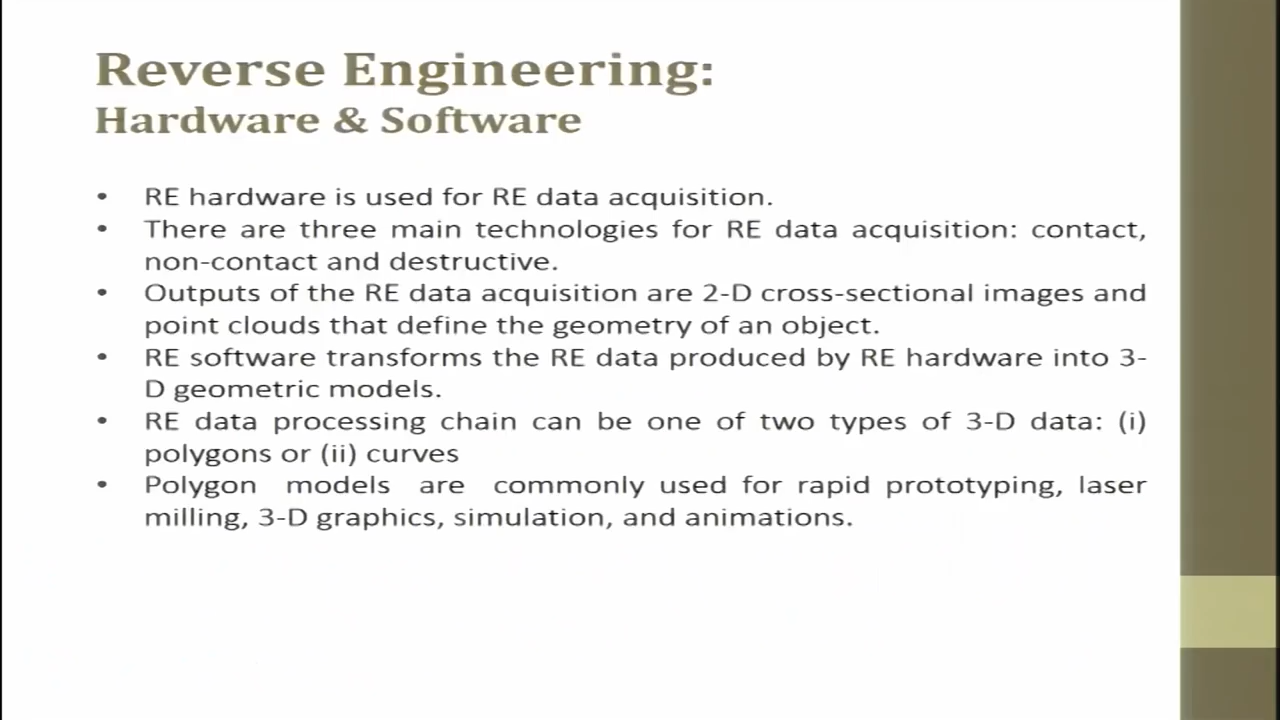 Reverse Engineering:
Hardware & Software
• RE hardware is used for RE data acquisition.
• There are three main technologies for RE data acquisition: contact,
non-contact and destructive.
• Outputs of the RE data acquisition are 2-D cross-sectional images and
point clouds that define the geometry of an object.
• RE software transforms the RE data produced by RE hardware into 3-
D geometric models.
• RE data processing chain can be one of two types of 3-D data: (i)
polygons or (ii) curves
• Polygon models are commonly used for rapid prototyping, laser
milling, 3-D graphics, simulation, and animations.